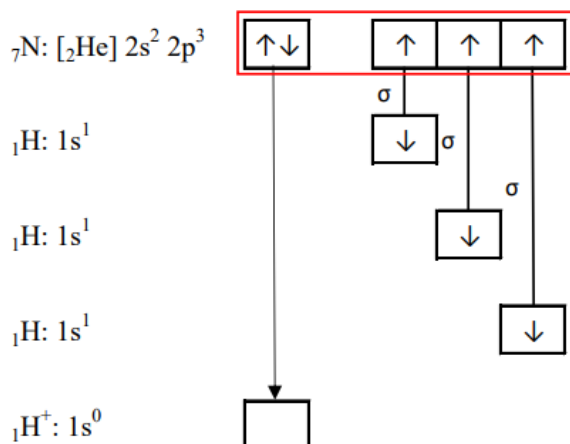 ₇N: [₂He] 2s² 2p³ ↑↓ ↑ ↑ ↑
σ
₁H: 1s¹ ↓ σ
σ
₁H: 1s¹ ↓
₁H: 1s¹ ↓
₁H⁺: 1s⁰